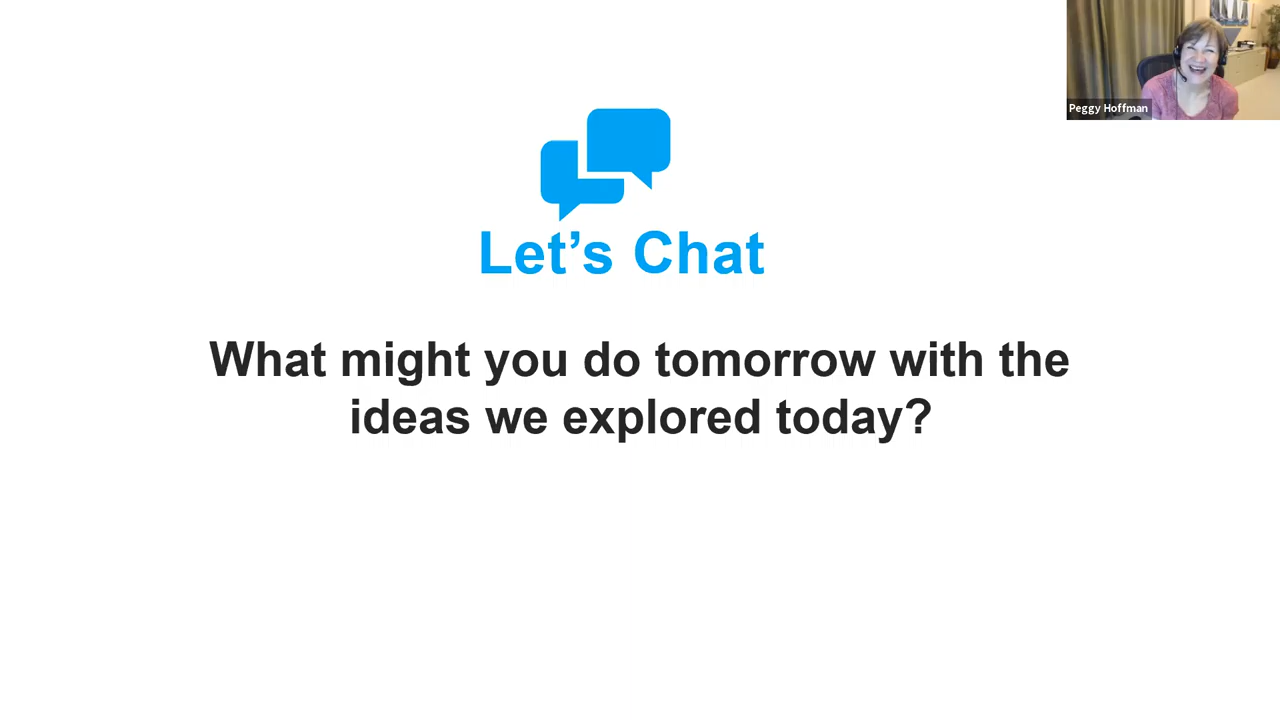 Peggy Hoffman
Let’s Chat
What might you do tomorrow with the
ideas we explored today?